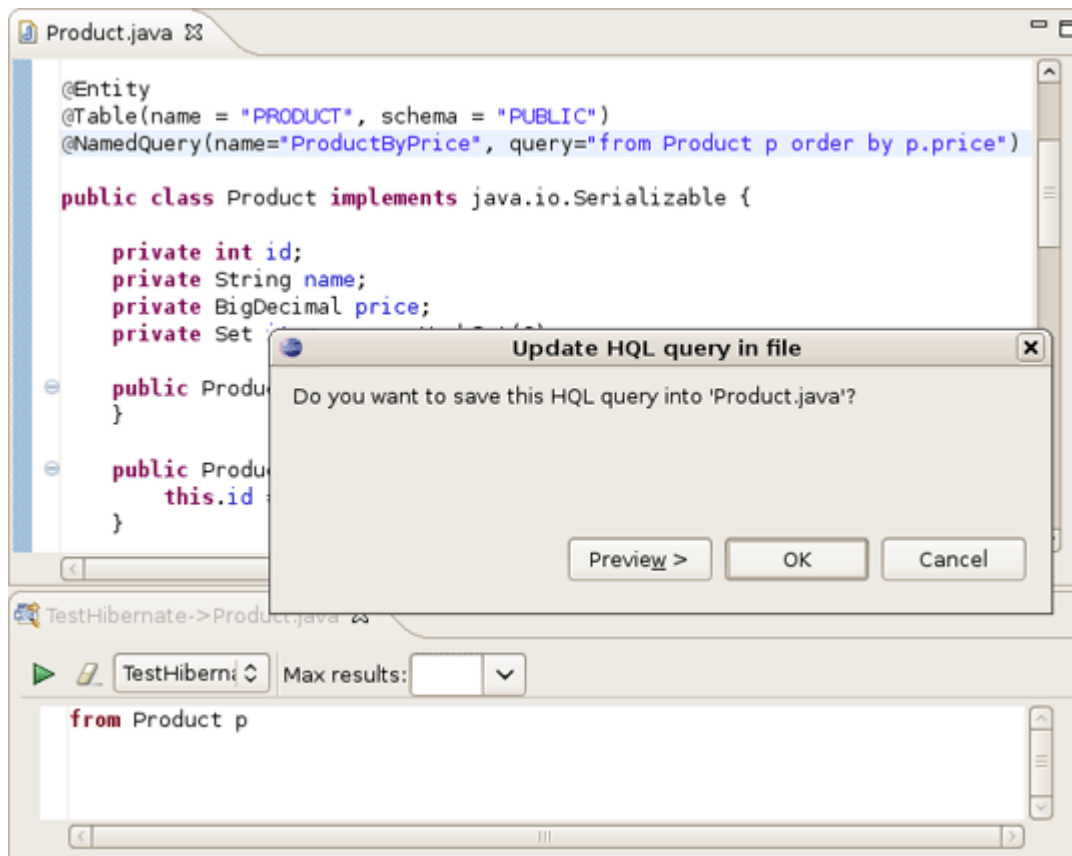 Product.java
@Entity
@Table(name = "PRODUCT", schema = "PUBLIC")
@NamedQuery(name="ProductByPrice", query="from Product p order by p.price")
public class Product implements java.io.Serializable {
private int id;
private String name;
private BigDecimal price;
private Set
public Produ
}
public Produ
this.id =
}
Update HQL query in file
Do you want to save this HQL query into 'Product.java'?
Preview >
OK
Cancel
TestHibernate->Product.java
TestHiberna
Max results:
from Product p